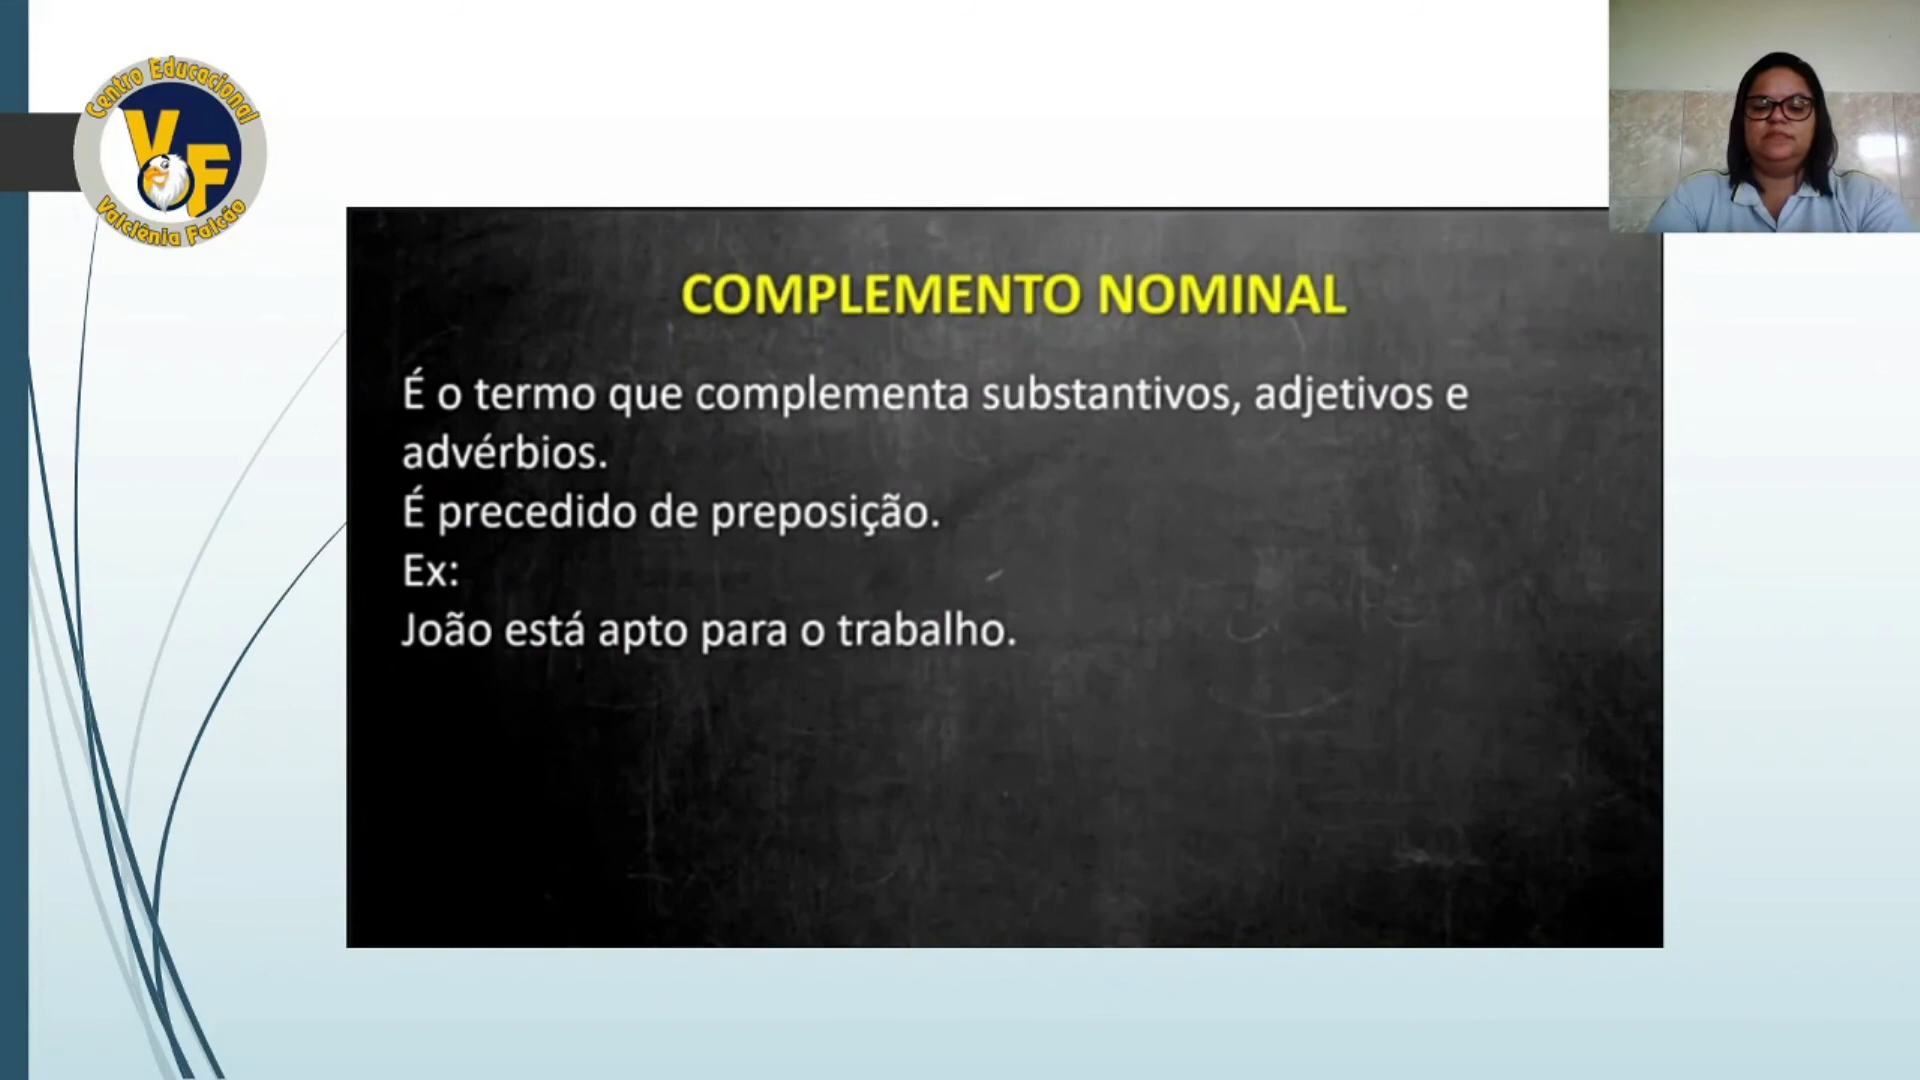 Centro Educacional
VF
Valciênia Falcão
COMPLEMENTO NOMINAL
É o termo que complementa substantivos, adjetivos e
advérbios.
É precedido de preposição.
Ex:
João está apto para o trabalho.